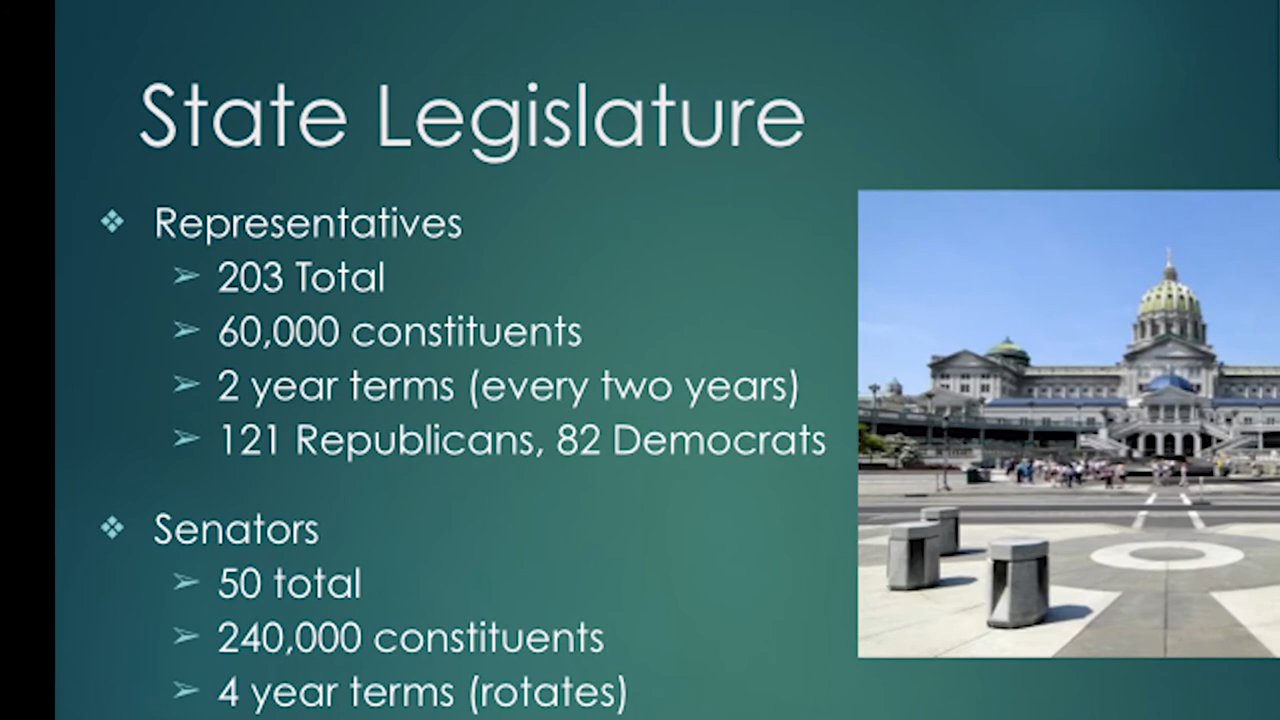 State Legislature
Representatives
203 Total
60,000 constituents
2 year terms (every two years)
121 Republicans, 82 Democrats
Senators
50 total
240,000 constituents
4 year terms (rotates)